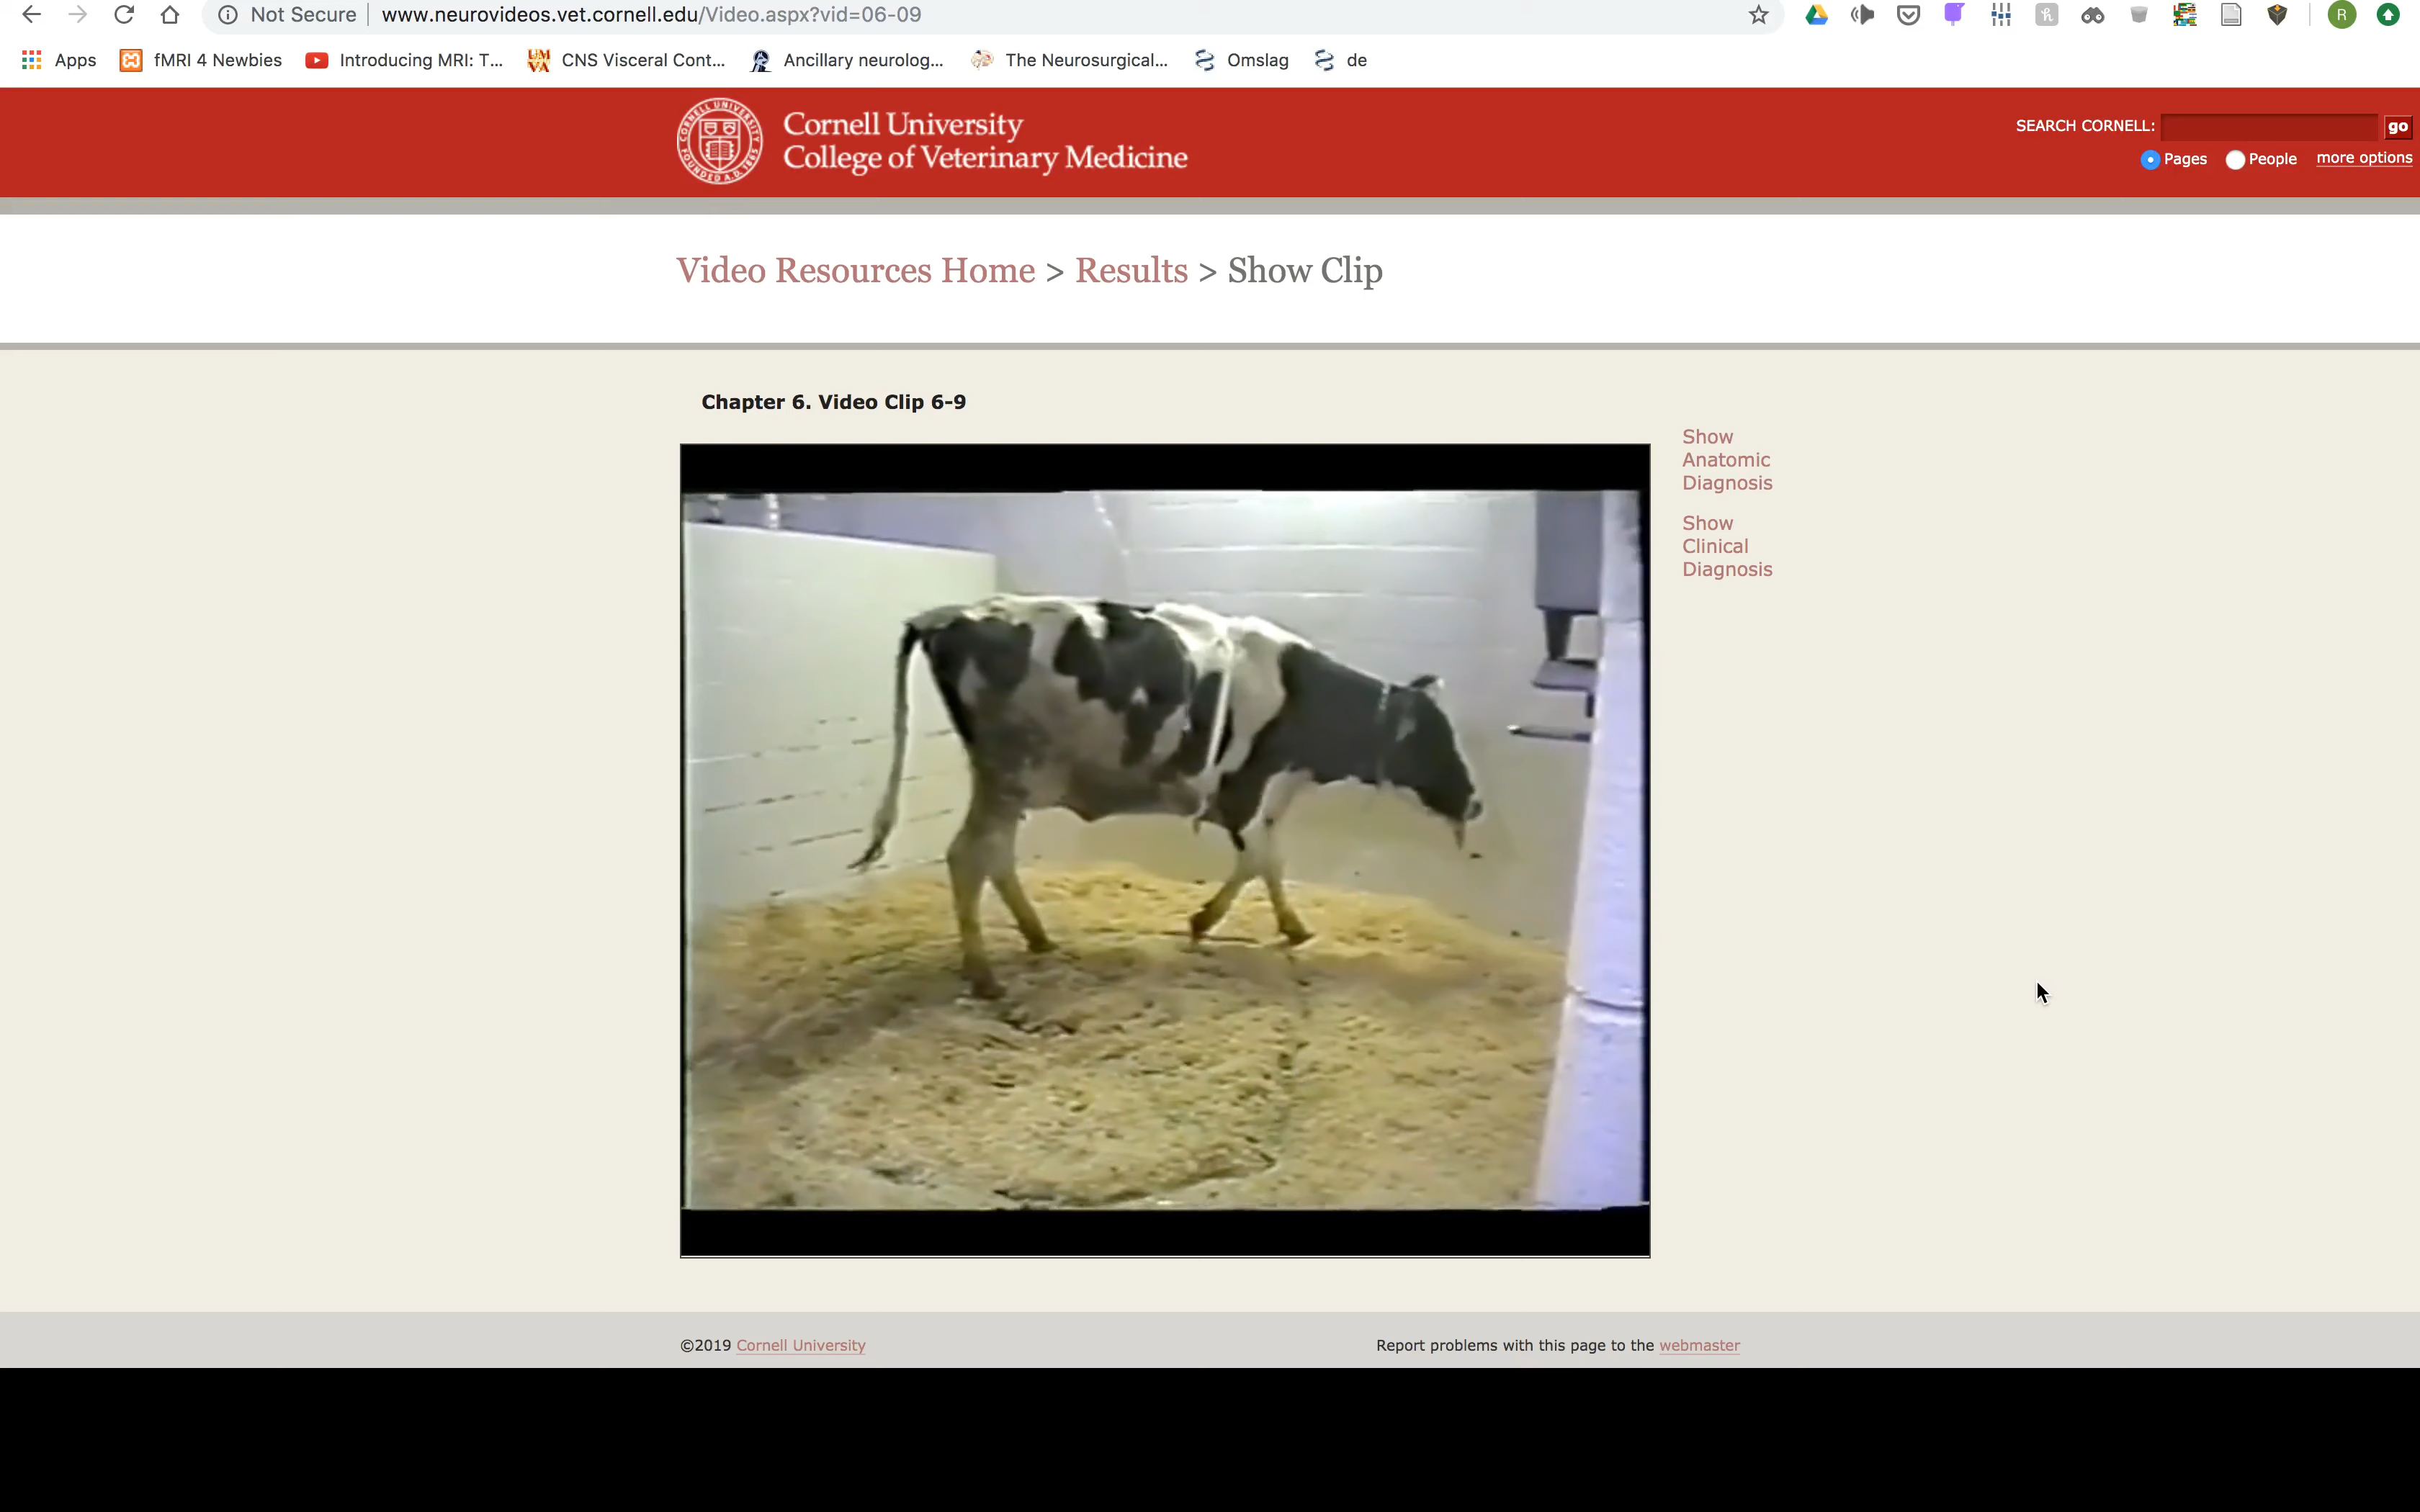 Not Secure www.neurovideos.vet.cornell.edu/Video.aspx?vid=06-09
R
Apps fMRI 4 Newbies Introducing MRI: T... CNS Visceral Cont... Ancillary neurolog... The Neurosurgical... Omslag de
Cornell University
College of Veterinary Medicine
SEARCH CORNELL: go
Pages People more options
Video Resources Home > Results > Show Clip
Chapter 6. Video Clip 6-9
Show
Anatomic
Diagnosis
Show
Clinical
Diagnosis
©2019 Cornell University
Report problems with this page to the webmaster